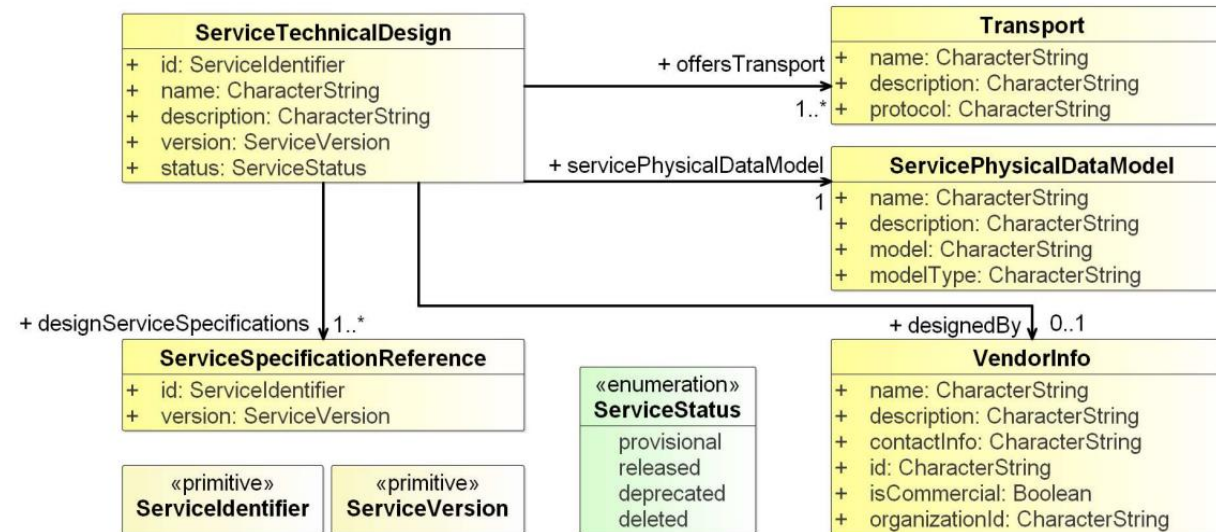 ServiceTechnicalDesign
+ id: ServiceIdentifier
+ name: CharacterString
+ description: CharacterString
+ version: ServiceVersion
+ status: ServiceStatus
+ offersTransport
1..*
Transport
+ name: CharacterString
+ description: CharacterString
+ protocol: CharacterString
+ servicePhysicalDataModel
1
ServicePhysicalDataModel
+ name: CharacterString
+ description: CharacterString
+ model: CharacterString
+ modelType: CharacterString
+ designServiceSpecifications
1..*
ServiceSpecificationReference
+ id: ServiceIdentifier
+ version: ServiceVersion
+ designedBy
0..1
VendorInfo
+ name: CharacterString
+ description: CharacterString
+ contactInfo: CharacterString
+ id: CharacterString
+ isCommercial: Boolean
+ organizationId: CharacterString
«enumeration»
ServiceStatus
provisional
released
deprecated
deleted
«primitive»
ServiceIdentifier
«primitive»
ServiceVersion